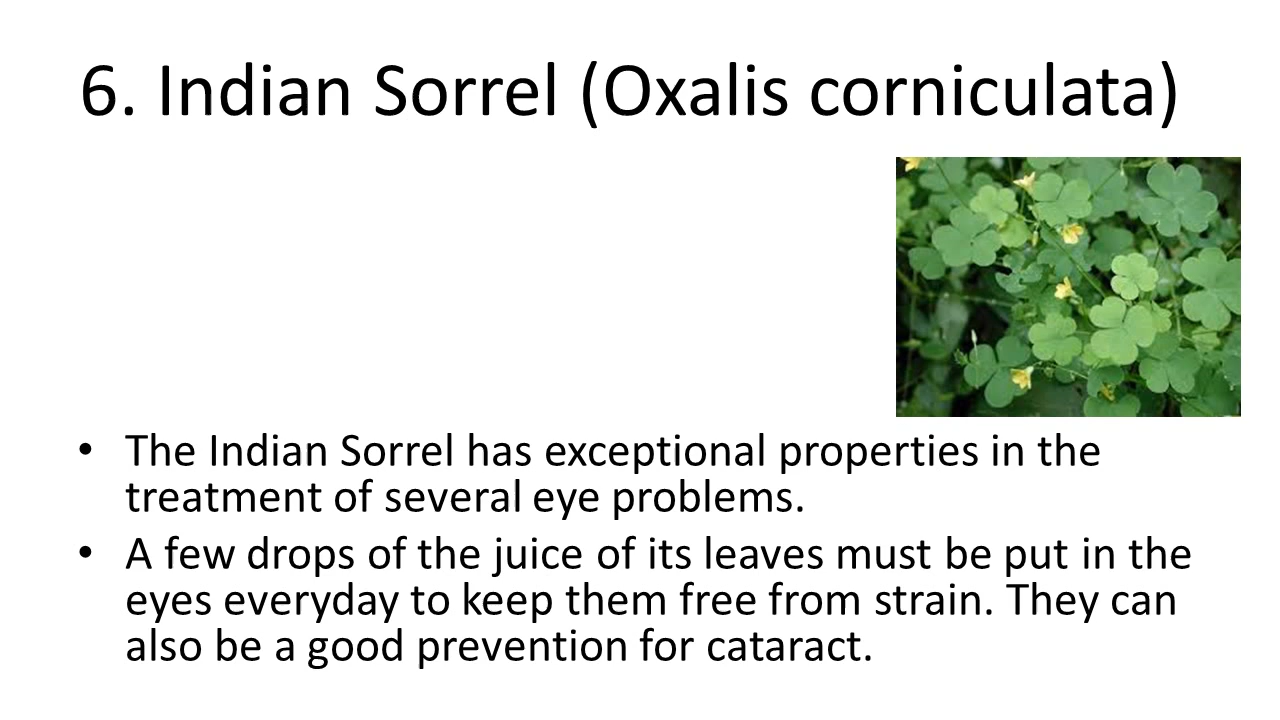 6. Indian Sorrel (Oxalis corniculata)
• The Indian Sorrel has exceptional properties in the
treatment of several eye problems.
• A few drops of the juice of its leaves must be put in the
eyes everyday to keep them free from strain. They can
also be a good prevention for cataract.